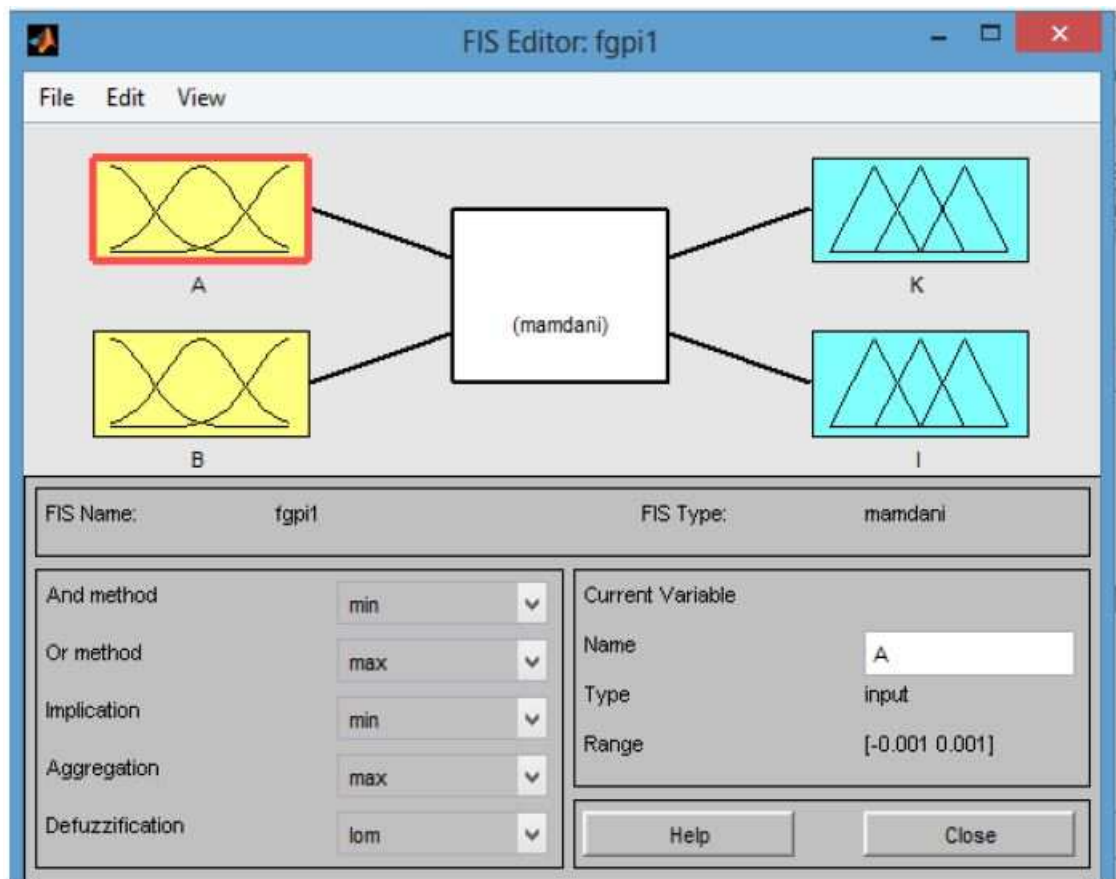 FIS Editor: fgpi1
File Edit View
A
K
(mamdani)
B
I
FIS Name: fgpi1 FIS Type: mamdani
And method min
Or method max
Implication min
Aggregation max
Defuzzification lom
Current Variable
Name A
Type input
Range [-0.001 0.001]
Help Close